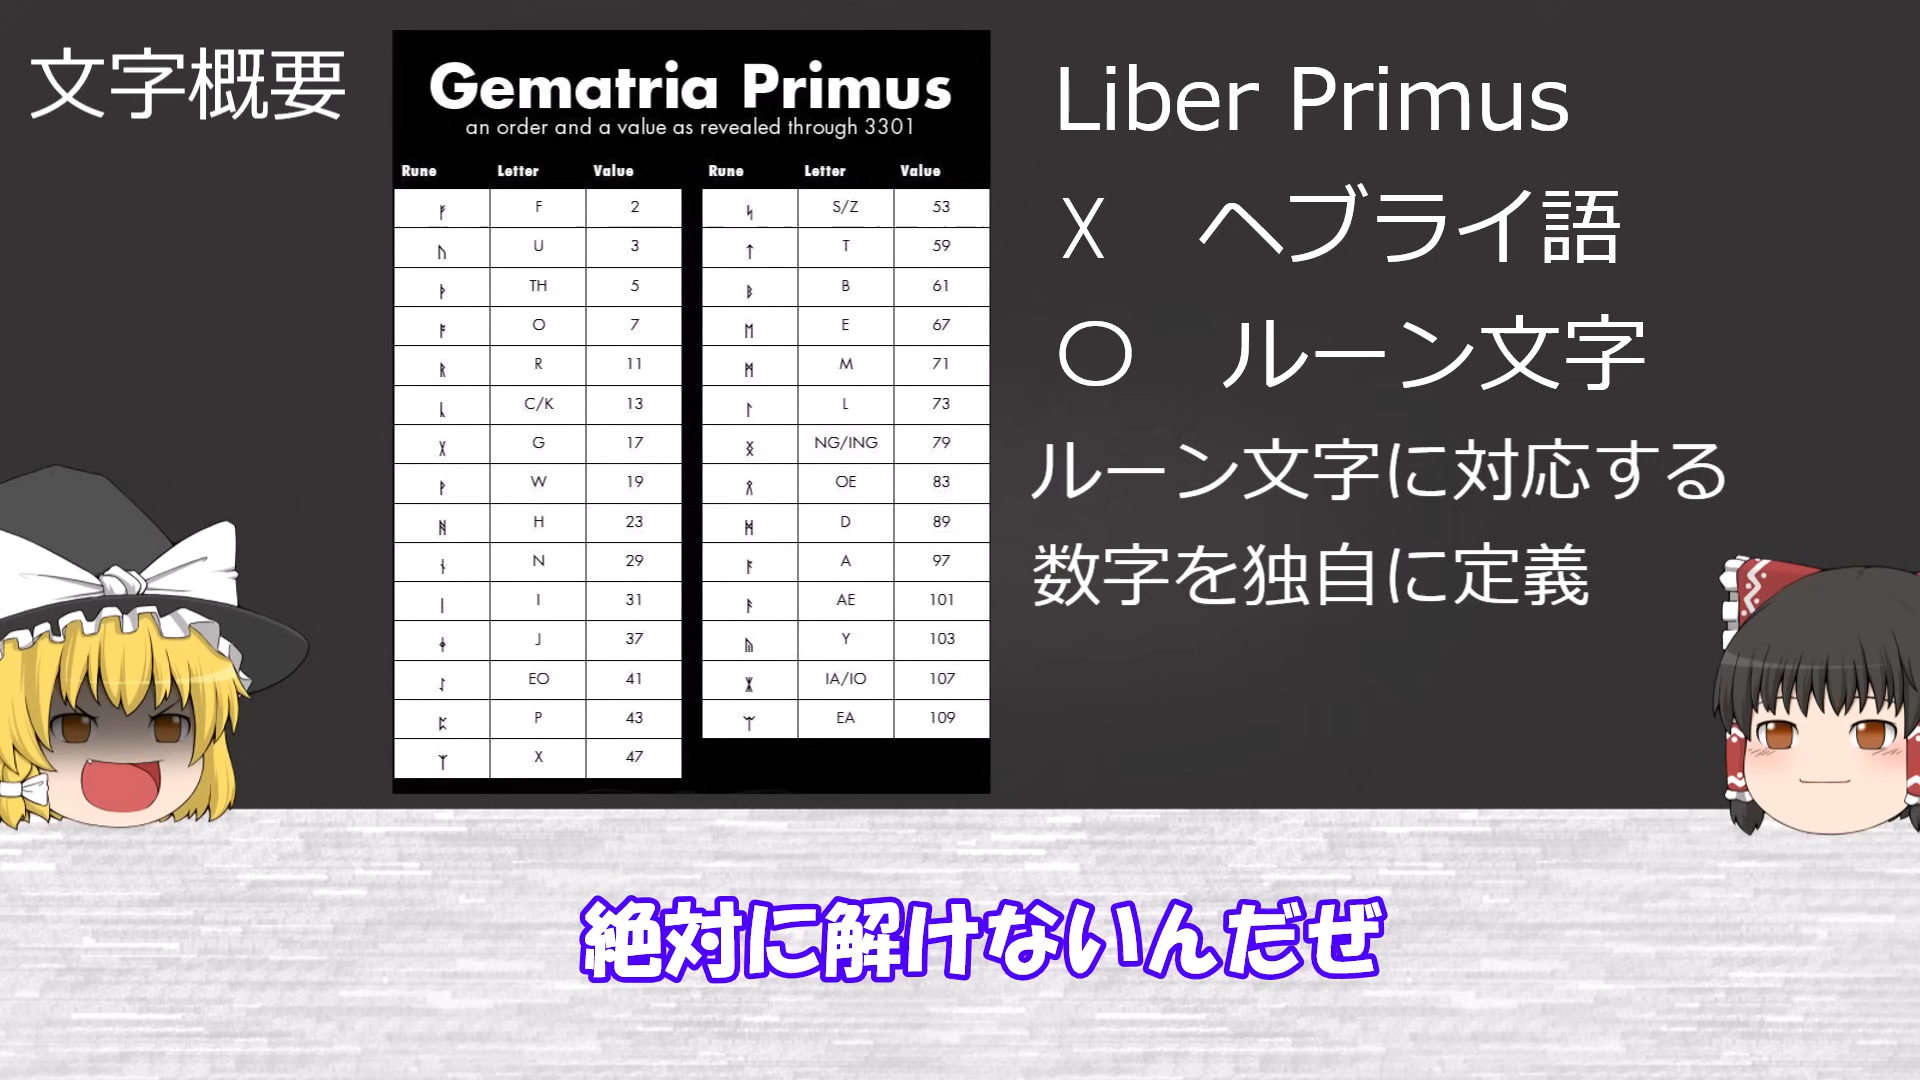 文字概要
Gematria Primus
an order and a value as revealed through 3301
Rune Letter Value
ᚠ F 2
ᚢ U 3
ᚦ TH 5
ᚩ O 7
ᚱ R 11
ᚳ C/K 13
ᚷ G 17
ᚹ W 19
ᚻ H 23
ᚾ N 29
ᛁ I 31
ᛄ J 37
ᛇ EO 41
ᛈ P 43
ᛉ X 47
Rune Letter Value
ᛋ S/Z 53
ᛏ T 59
ᛒ B 61
ᛖ E 67
ᛗ M 71
ᛚ L 73
ᛝ NG/ING 79
ᛟ OE 83
ᛞ D 89
ᚪ A 97
ᚫ AE 101
ᚣ Y 103
ᛡ IA/IO 107
ᛠ EA 109
Liber Primus
X ヘブライ語
〇 ルーン文字
ルーン文字に対応する
数字を独自に定義
絶対に解けないんだぜ